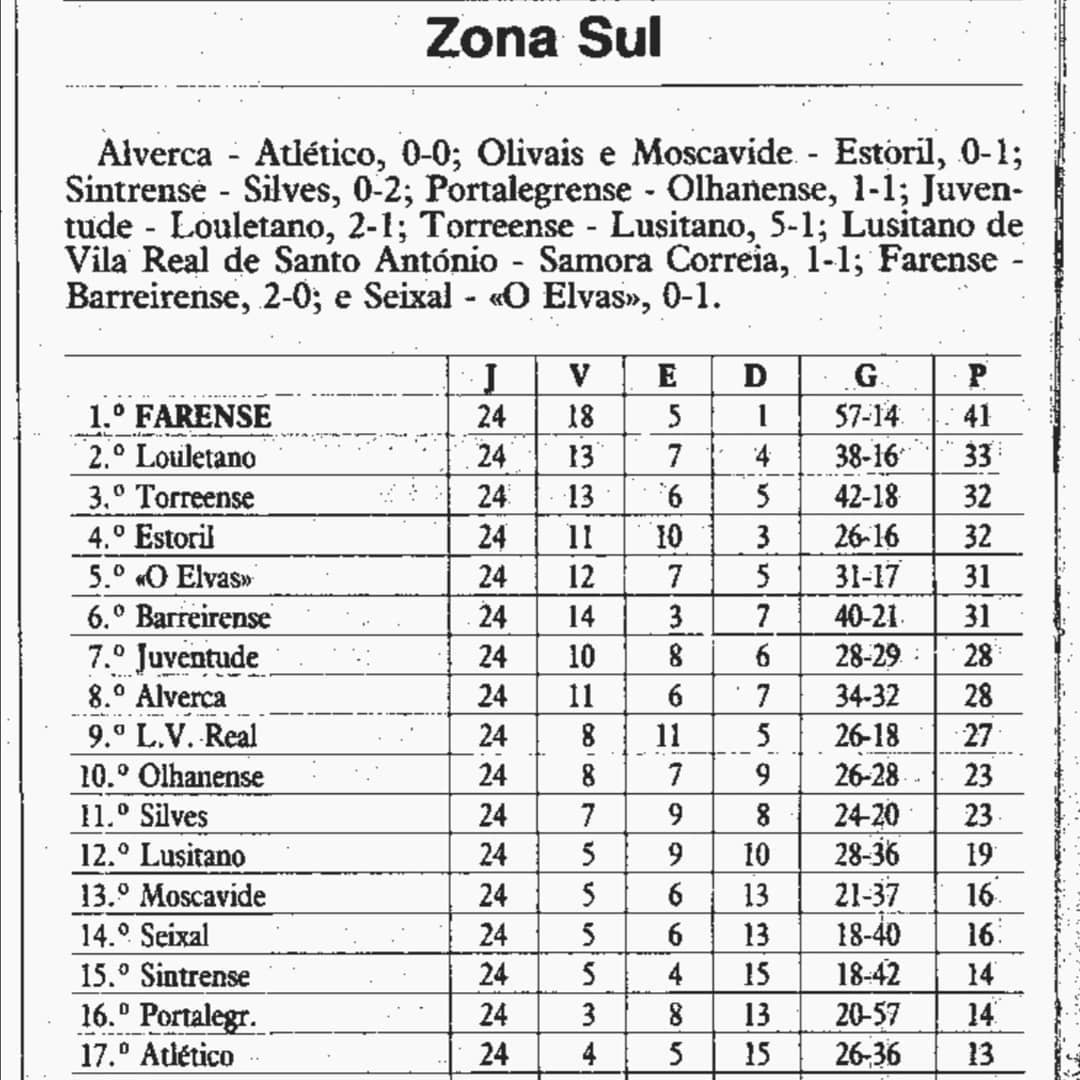 Zona Sul
Alverca - Atlético, 0-0; Olivais e Moscavide - Estoril, 0-1;
Sintrense - Silves, 0-2; Portalegrense - Olhanense, 1-1; Juven-
tude - Louletano, 2-1; Torreense - Lusitano, 5-1; Lusitano de
Vila Real de Santo António - Samora Correia, 1-1; Farense -
Barreirense, 2-0; e Seixal - «O Elvas», 0-1.
J V E D G P
1.º FARENSE 24 18 5 1 57-14 41
2.º Louletano 24 13 7 4 38-16 33
3.º Torreense 24 13 6 5 42-18 32
4.º Estoril 24 11 10 3 26-16 32
5.º «O Elvas» 24 12 7 5 31-17 31
6.º Barreirense 24 14 3 7 40-21 31
7.º Juventude 24 10 8 6 28-29 28
8.º Alverca 24 11 6 7 34-32 28
9.º L.V. Real 24 8 11 5 26-18 27
10.º Olhanense 24 8 7 9 26-28 23
11.º Silves 24 7 9 8 24-20 23
12.º Lusitano 24 5 9 10 28-36 19
13.º Moscavide 24 5 6 13 21-37 16
14.º Seixal 24 5 6 13 18-40 16
15.º Sintrense 24 5 4 15 18-42 14
16.º Portalegr. 24 3 8 13 20-57 14
17.º Atlético 24 4 5 15 26-36 13